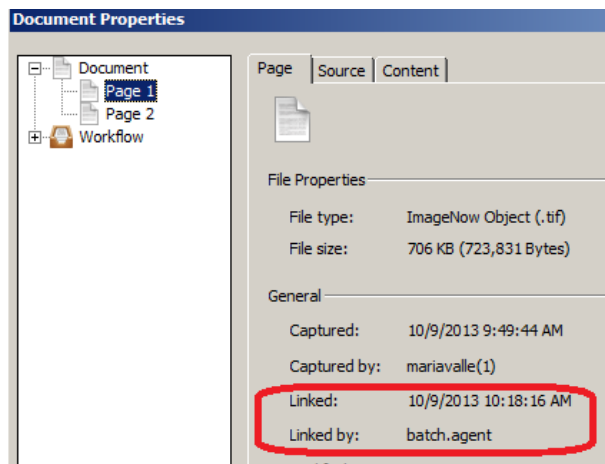 Document Properties
Document
Page 1
Page 2
Workflow
Page Source Content
File Properties
File type: ImageNow Object (.tif)
File size: 706 KB (723,831 Bytes)
General
Captured: 10/9/2013 9:49:44 AM
Captured by: mariavalle(1)
Linked: 10/9/2013 10:18:16 AM
Linked by: batch.agent